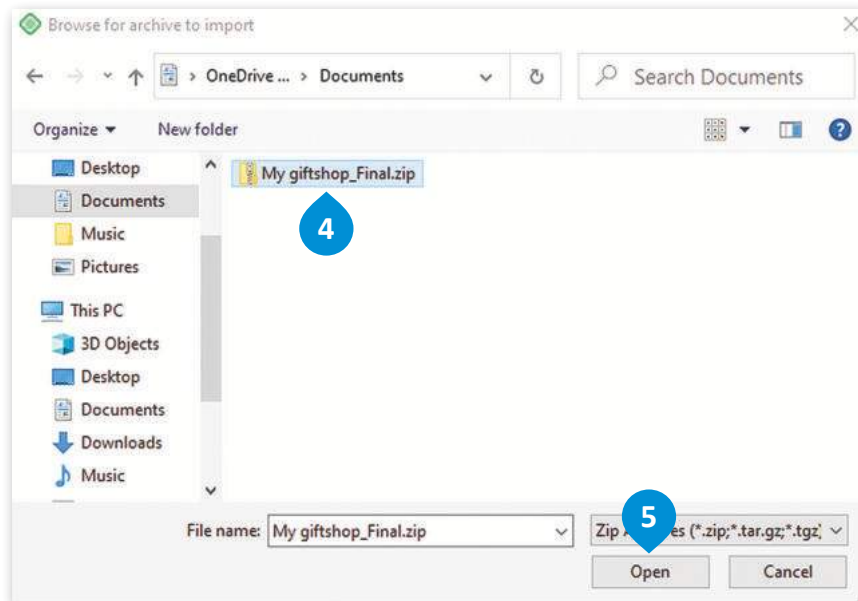 Browse for archive to import
OneDrive ... > Documents
Search Documents
Organize
New folder
Desktop
Documents
Music
Pictures
This PC
3D Objects
Desktop
Documents
Downloads
Music
My giftshop_Final.zip
4
File name: My giftshop_Final.zip
5
Zip (*.zip;*.tar.gz;*.tgz)
Open
Cancel